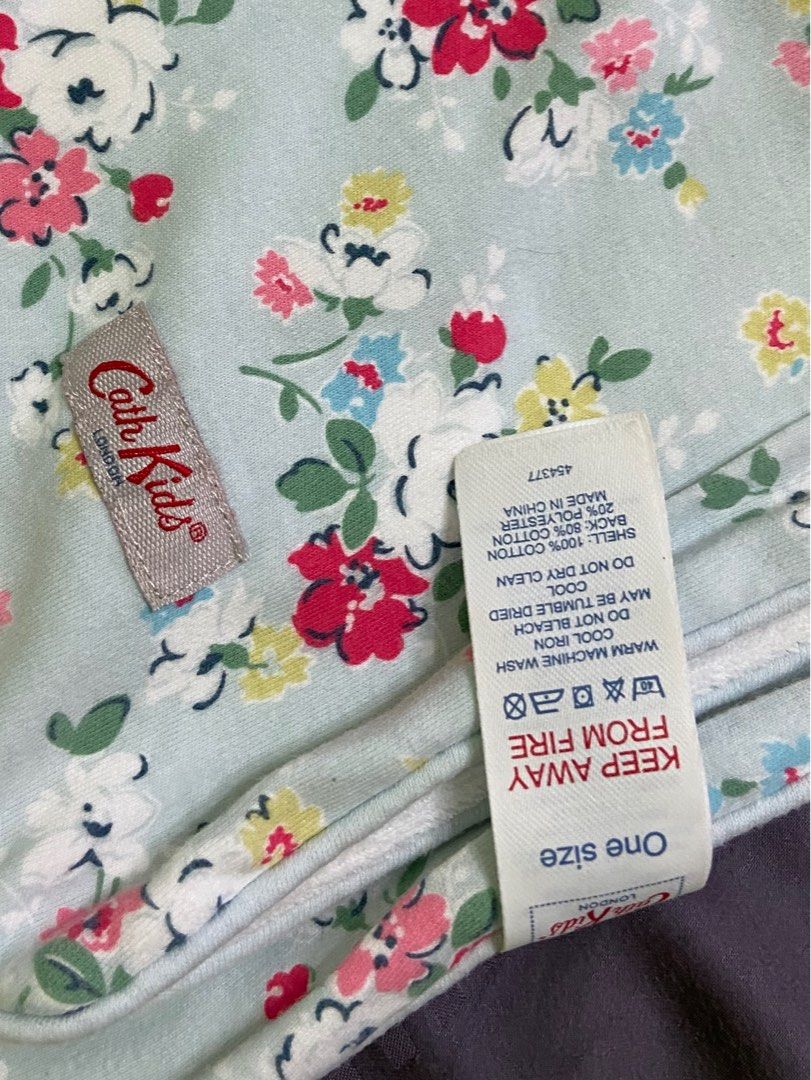 Cath Kids®
LONDON
Cath Kids®
LONDON
One size
KEEP AWAY
FROM FIRE
40
WARM MACHINE WASH
COOL IRON
DO NOT BLEACH
MAY BE TUMBLE DRIED
COOL
DO NOT DRY CLEAN
SHELL: 100% COTTON
BACK: 80% COTTON
20% POLYESTER
MADE IN CHINA
454377